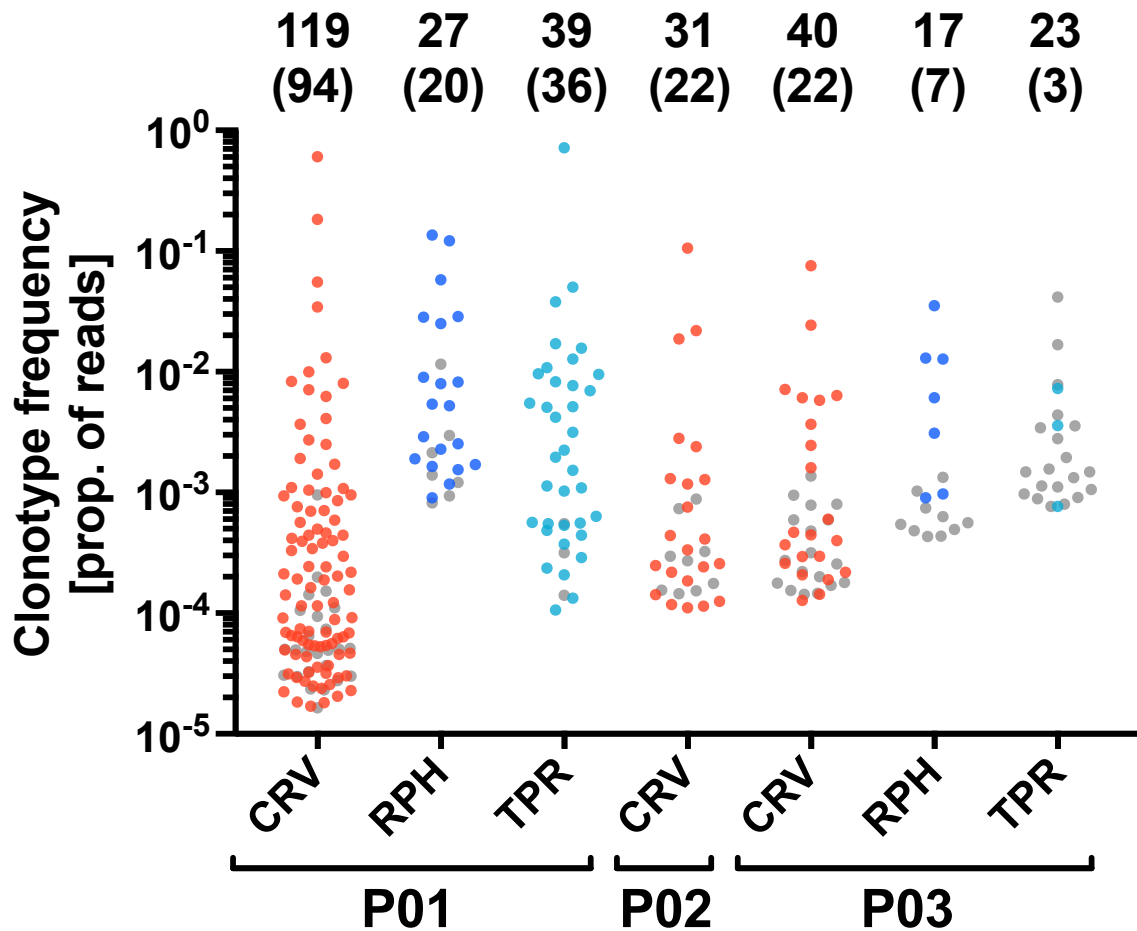 119 27 39 31 40 17 23
(94) (20) (36) (22) (22) (7) (3)
Clonotype frequency
[prop. of reads]
10⁰
10⁻¹
10⁻²
10⁻³
10⁻⁴
10⁻⁵
CRV RPH TPR CRV CRV RPH TPR
P01 P02 P03